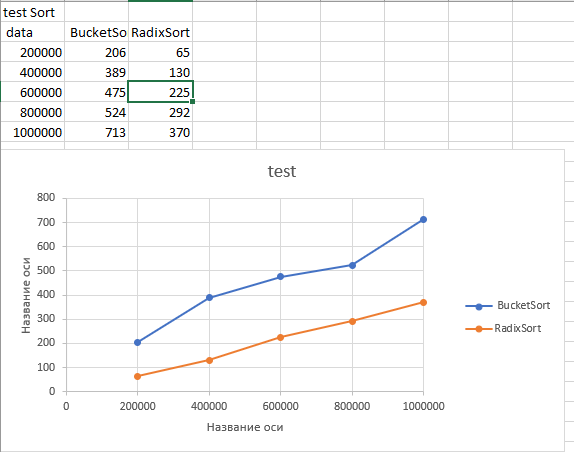 test Sort
data BucketSo RadixSort
200000 206 65
400000 389 130
600000 475 225
800000 524 292
1000000 713 370
test
800
700
600
500
400
300
200
100
0
Название оси
0 200000 400000 600000 800000 1000000
Название оси
BucketSort
RadixSort